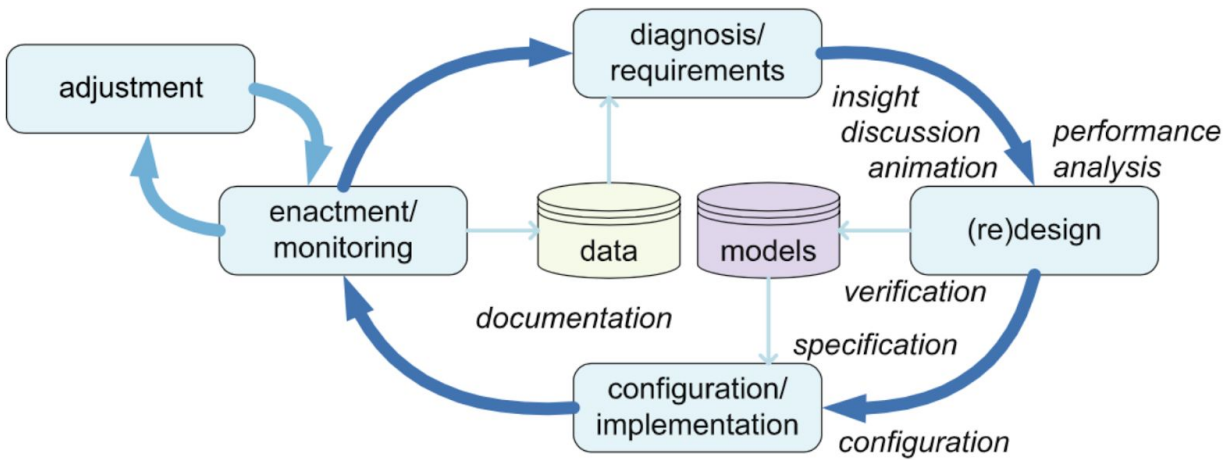 diagnosis/
requirements
adjustment
insight
discussion
animation
performance
analysis
enactment/
monitoring
data
models
(re)design
verification
documentation
specification
configuration/
implementation
configuration